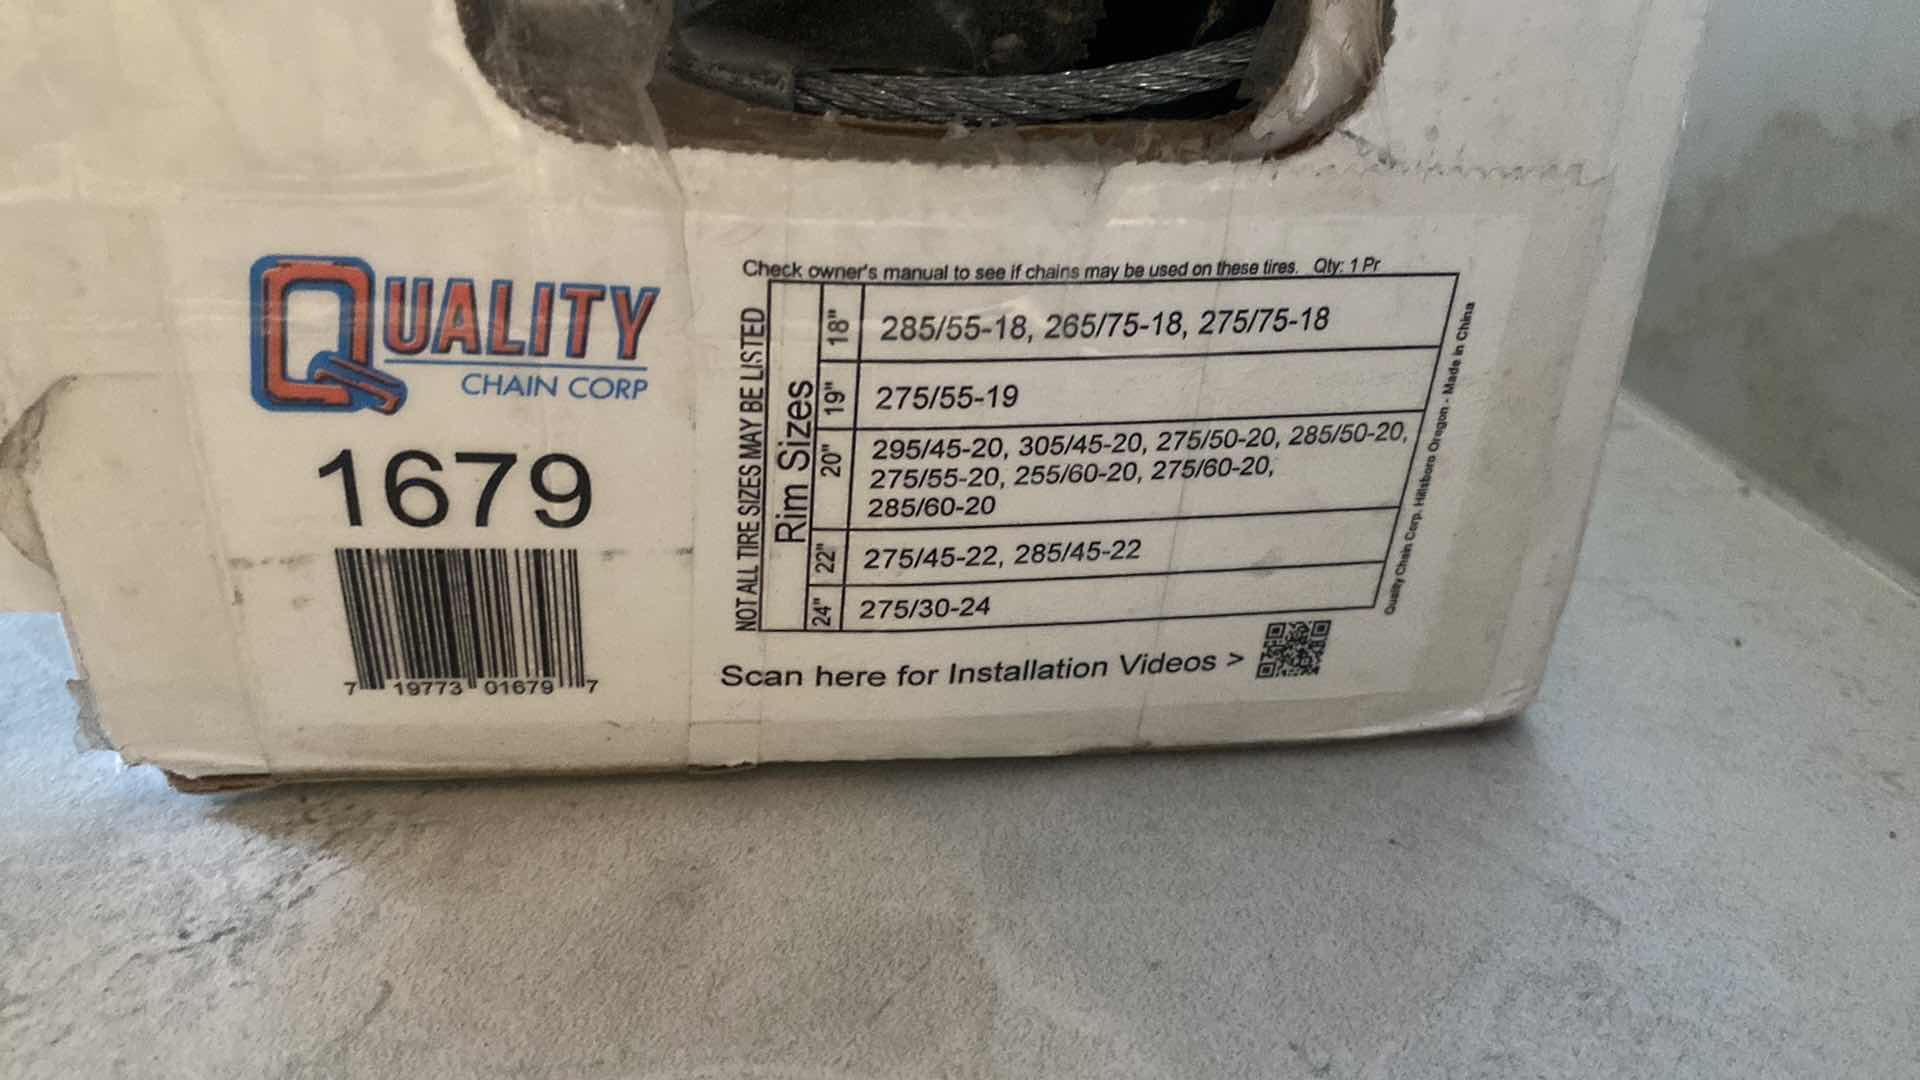 QUALITY
CHAIN CORP
1679
7 19773 01679 7
Check owner's manual to see if chains may be used on these tires. Qty: 1 Pr
NOT ALL TIRE SIZES MAY BE LISTED
Rim Sizes
18" 285/55-18, 265/75-18, 275/75-18
19" 275/55-19
20" 295/45-20, 305/45-20, 275/50-20, 285/50-20,
275/55-20, 255/60-20, 275/60-20,
285/60-20
22" 275/45-22, 285/45-22
24" 275/30-24
Quality Chain Corp. Hillsboro Oregon - Made in China
Scan here for Installation Videos >